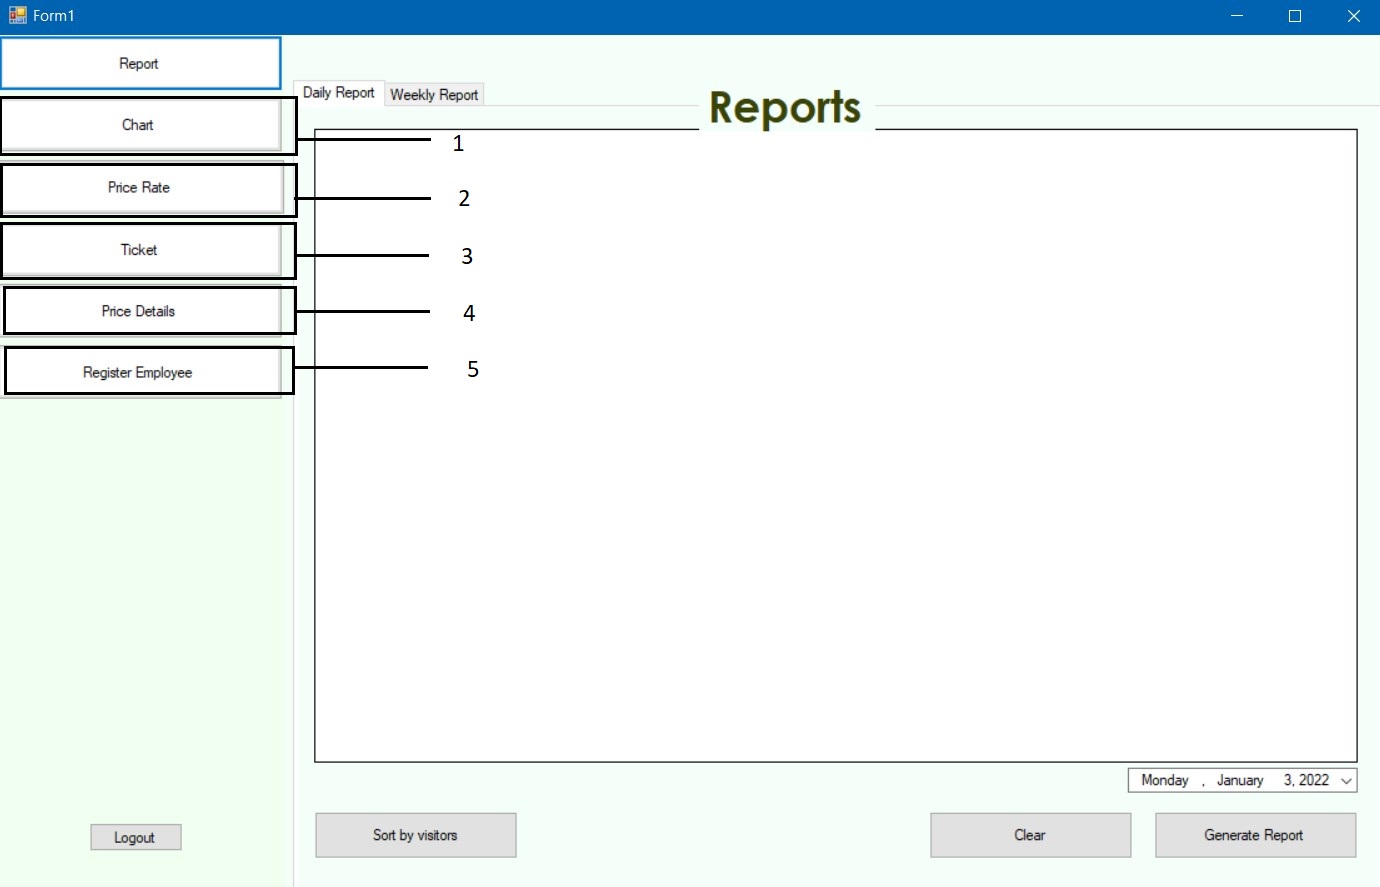 Form1
Report
Chart
Price Rate
Ticket
Price Details
Register Employee
Logout
Daily Report
Weekly Report
Reports
1
2
3
4
5
Monday , January 3, 2022
Sort by visitors
Clear
Generate Report